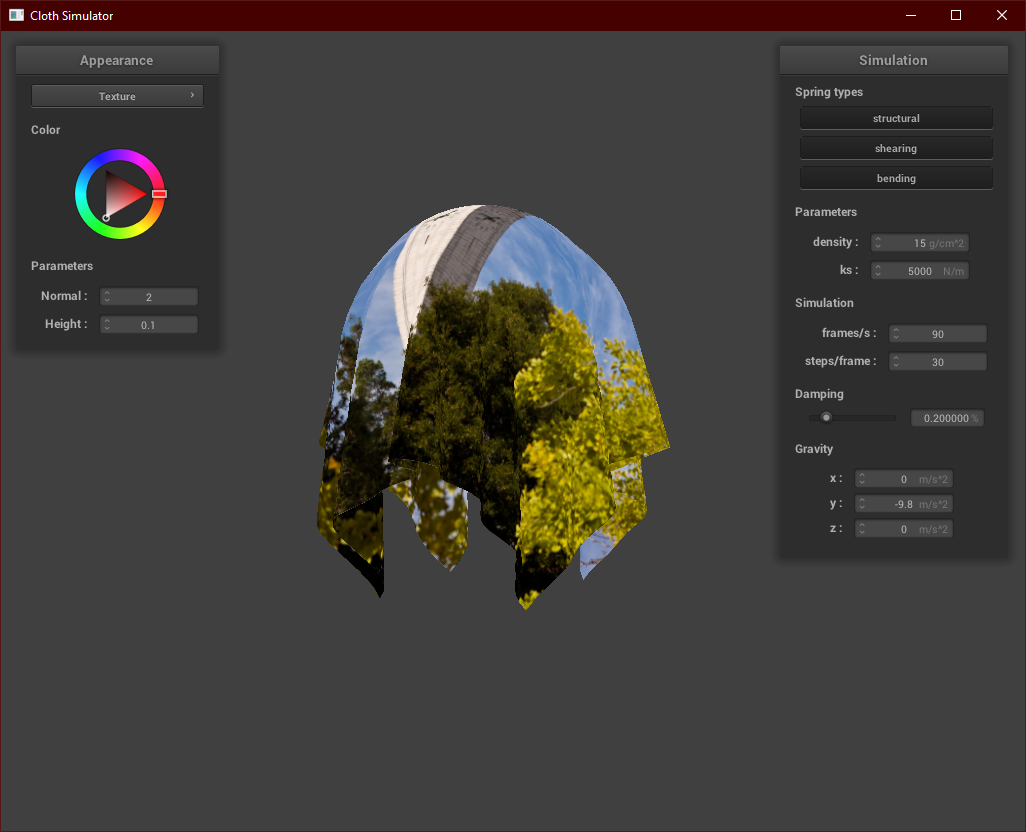 Cloth Simulator
Appearance
Texture
Color
Parameters
Normal : 2
Height : 0.1
Simulation
Spring types
structural
shearing
bending
Parameters
density : 15 g/cm^2
ks : 5000 N/m
Simulation
frames/s : 90
steps/frame : 30
Damping
0.200000 %
Gravity
x : 0 m/s^2
y : -9.8 m/s^2
z : 0 m/s^2